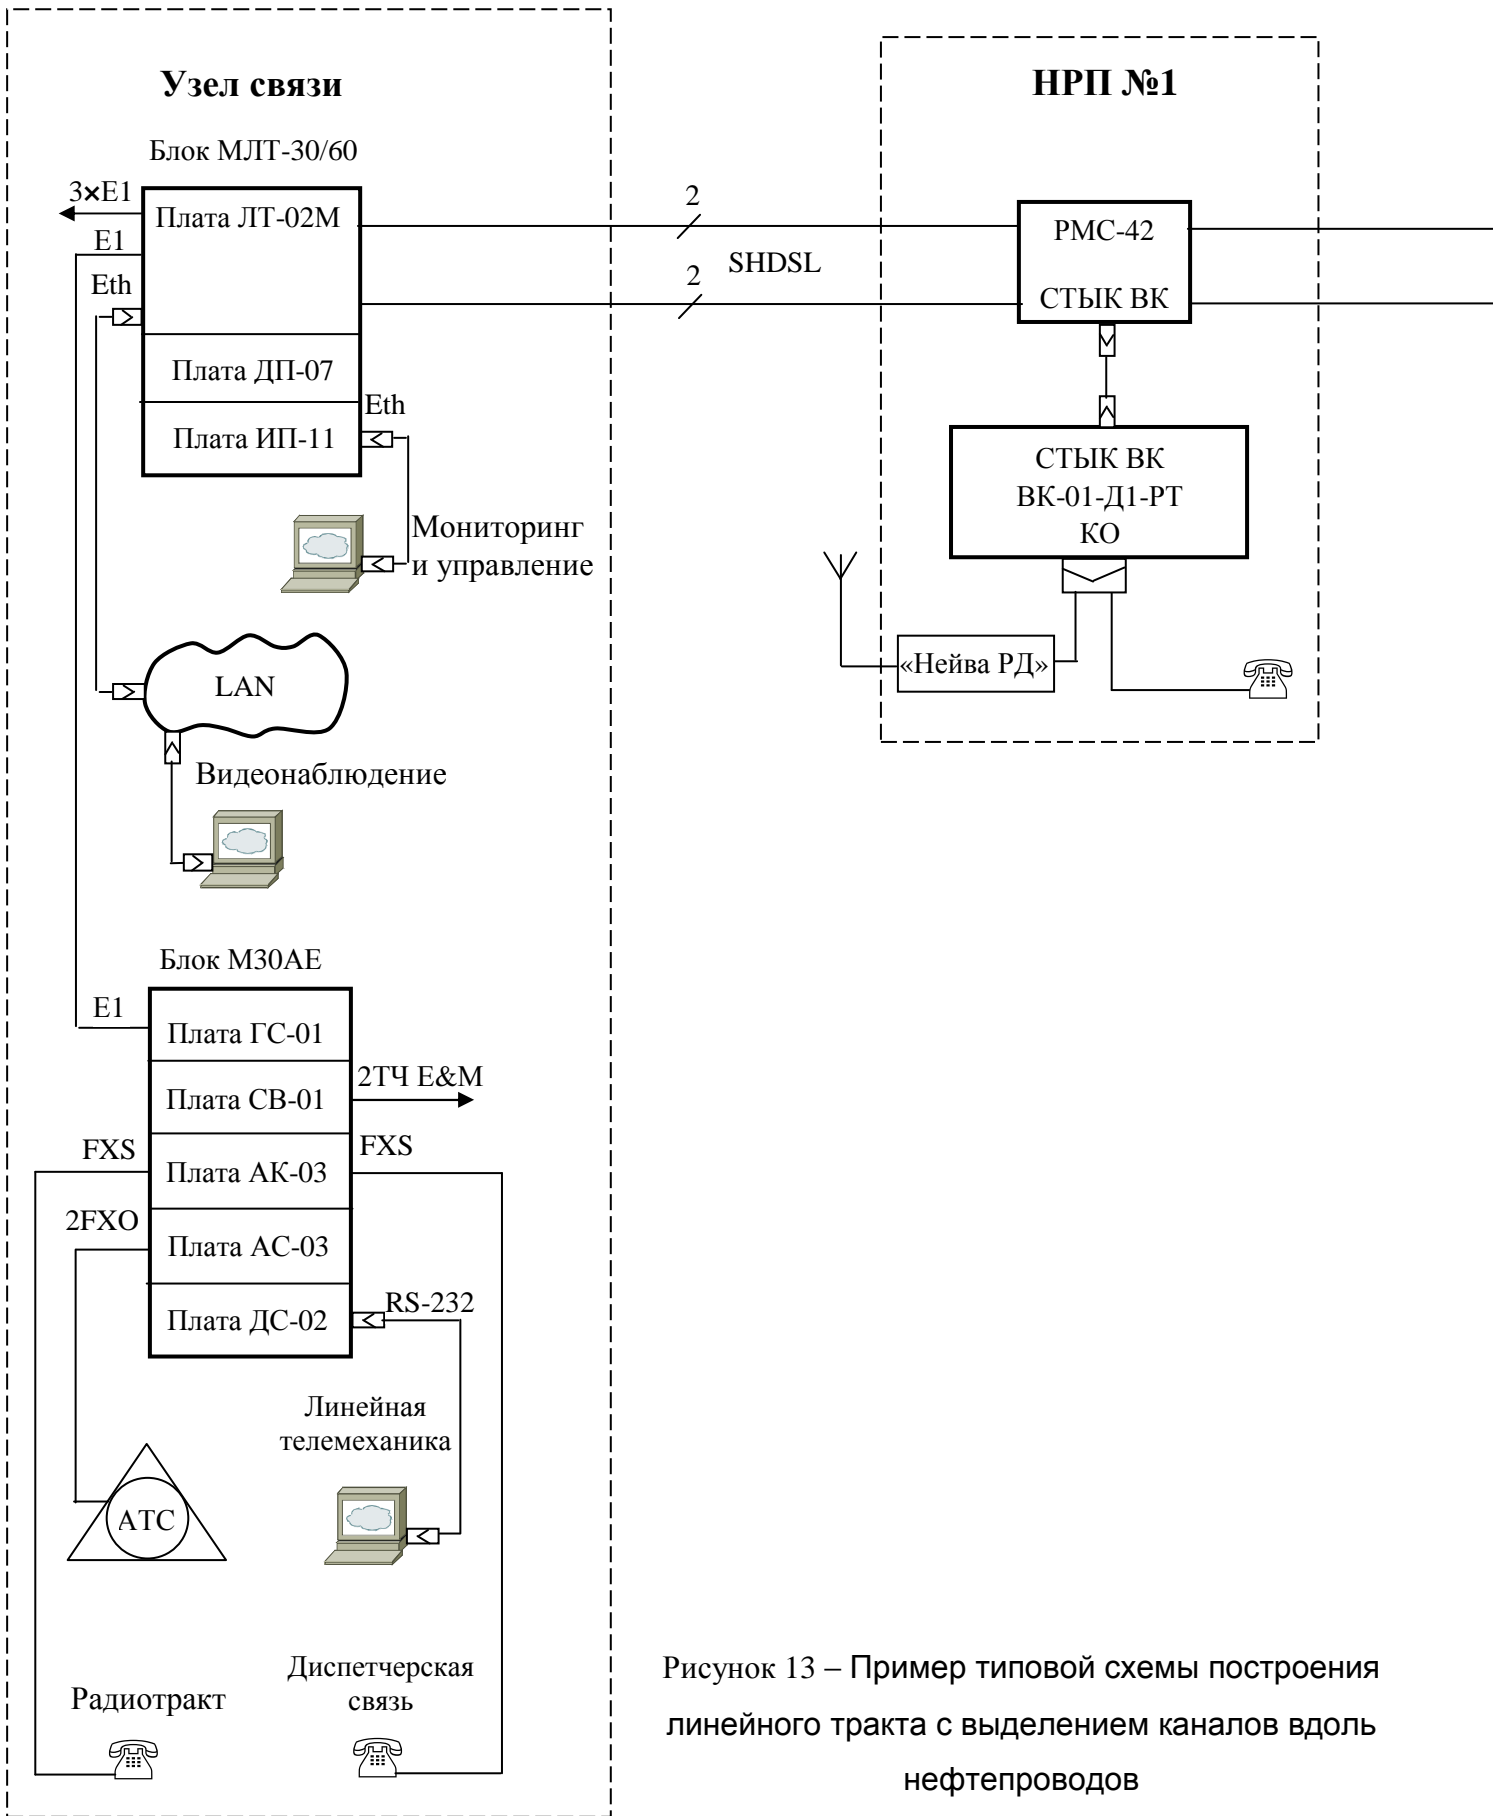 Узел связи
Блок МЛТ-30/60
3×E1
Плата ЛТ-02М
E1
Eth
Плата ДП-07
Eth
Плата ИП-11
Мониторинг
и управление
LAN
Видеонаблюдение
2
SHDSL
2
НРП №1
РМС-42
СТЫК ВК
СТЫК ВК
ВК-01-Д1-РТ
КО
«Нейва РД»
Блок М30АЕ
E1
Плата ГС-01
Плата СВ-01
2ТЧ E&M
FXS
Плата АК-03
FXS
2FXO
Плата АС-03
Плата ДС-02
RS-232
Линейная
телемеханика
АТС
Диспетчерская
связь
Радиотракт
Рисунок 13 – Пример типовой схемы построения
линейного тракта с выделением каналов вдоль
нефтепроводов